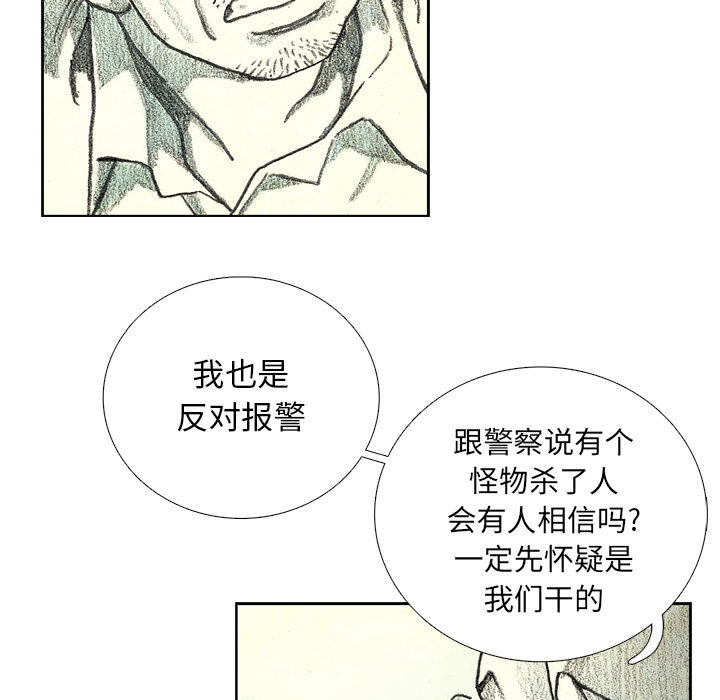 我也是
反对报警
跟警察说有个
怪物杀了人
会有人相信吗?
一定先怀疑是
我们干的